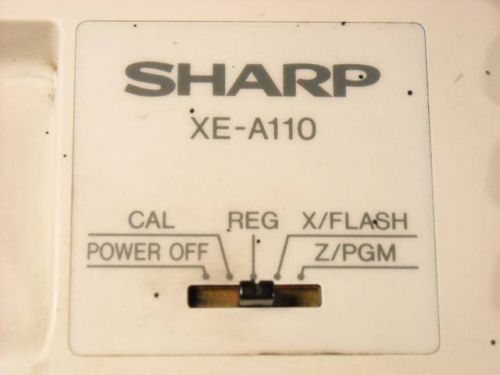 SHARP
XE-A110
CAL REG X/FLASH
POWER OFF Z/PGM